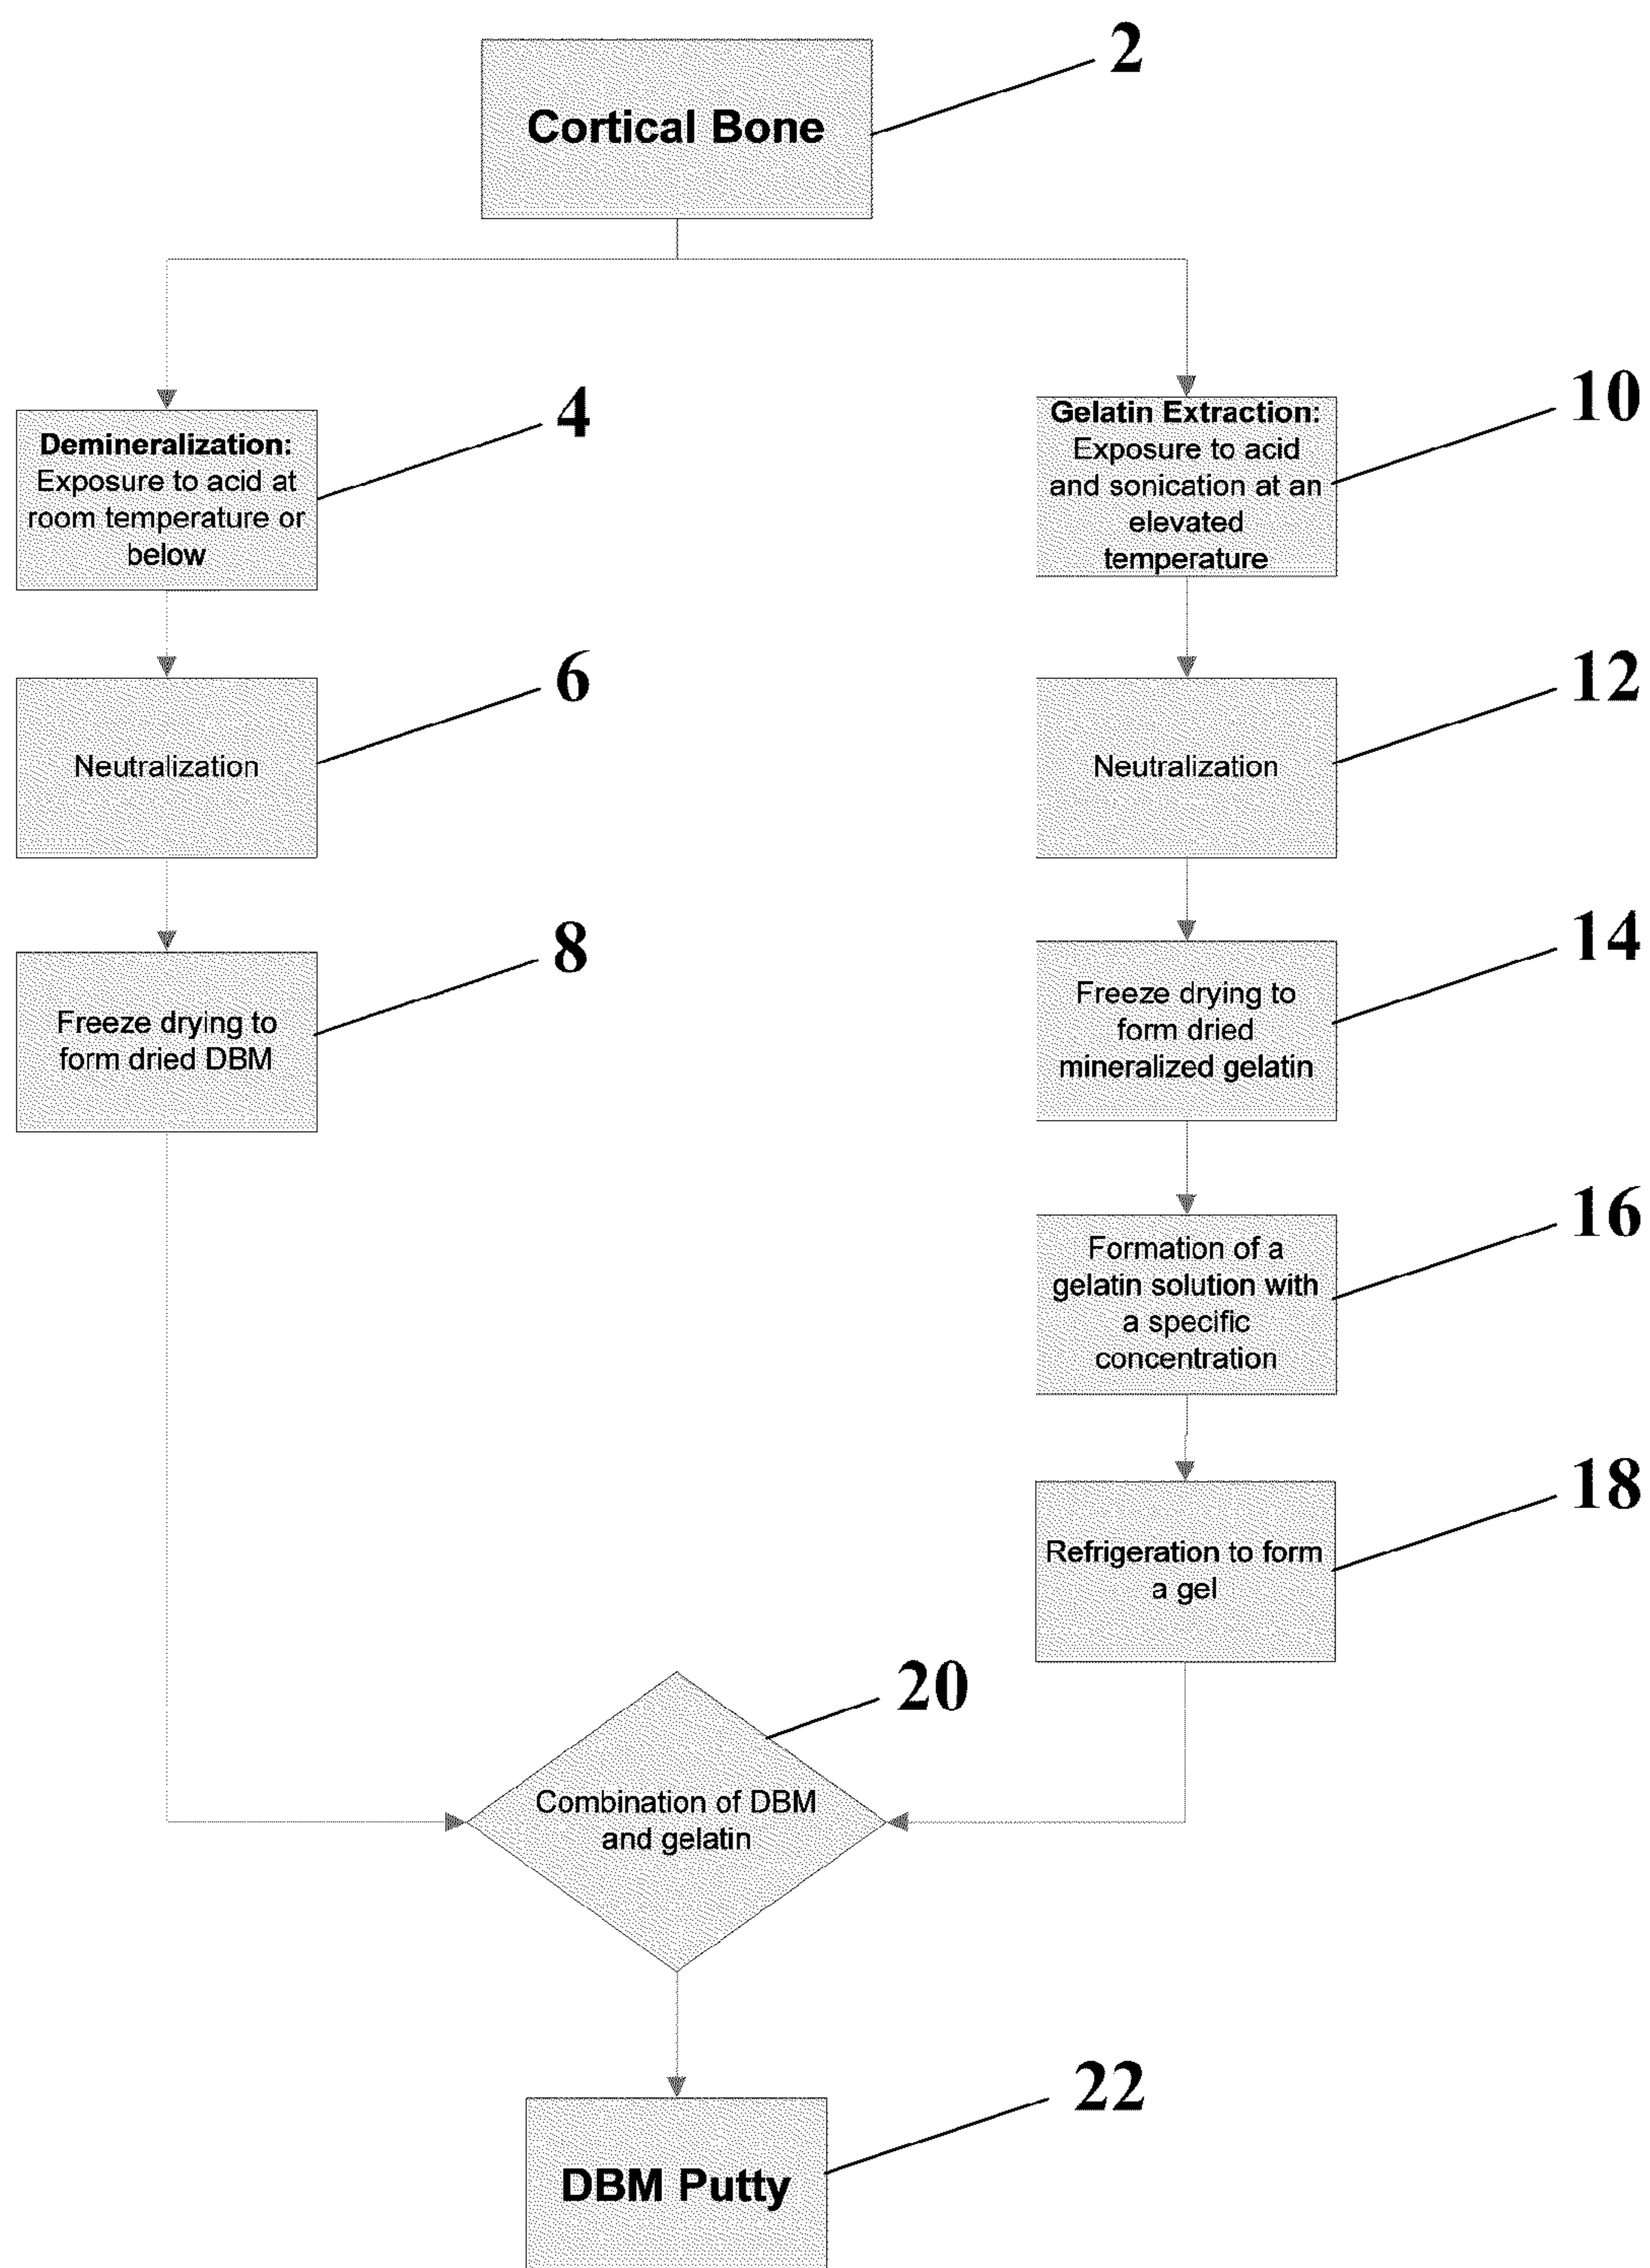 Cortical Bone
2
Demineralization:
Exposure to acid at
room temperature or
below
4
Neutralization
6
Freeze drying to
form dried DBM
8
Gelatin Extraction:
Exposure to acid
and sonication at an
elevated
temperature
10
Neutralization
12
Freeze drying to
form dried
mineralized gelatin
14
Formation of a
gelatin solution with
a specific
concentration
16
Refrigeration to form
a gel
18
Combination of DBM
and gelatin
20
DBM Putty
22